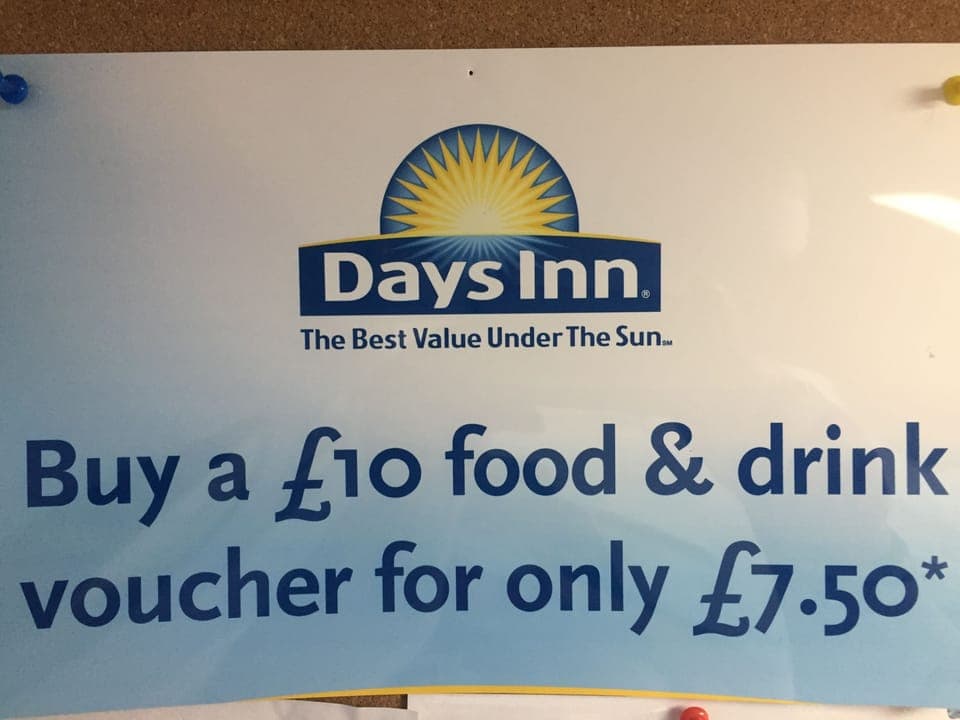 Days Inn®
The Best Value Under The Sun℠
Buy a £10 food & drink
voucher for only £7.50*